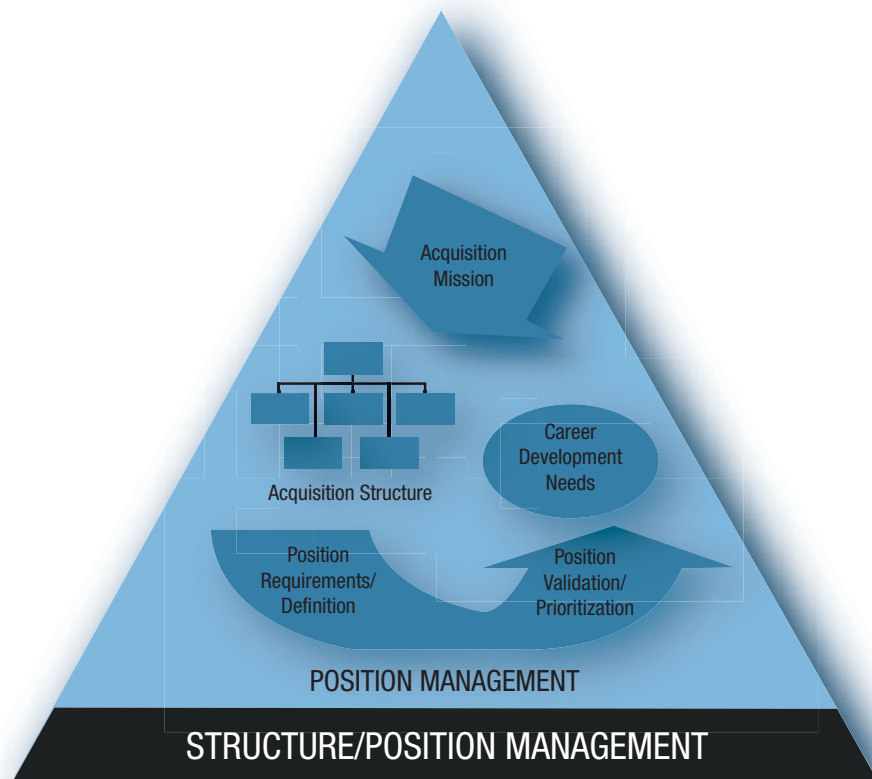 Acquisition
Mission
Acquisition Structure
Career
Development
Needs
Position
Requirements/
Definition
Position
Validation/
Prioritization
POSITION MANAGEMENT
STRUCTURE/POSITION MANAGEMENT